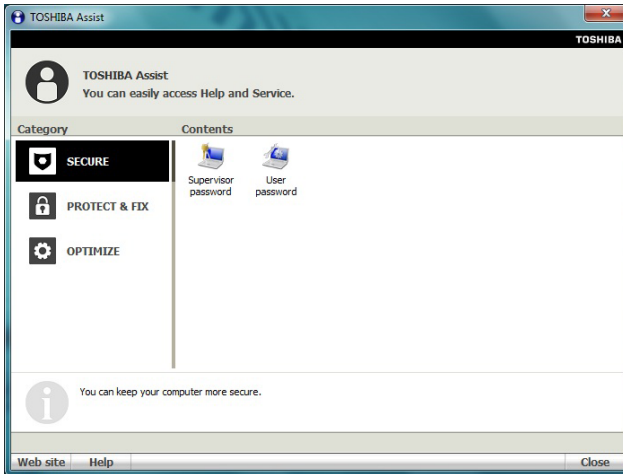 TOSHIBA Assist
TOSHIBA
TOSHIBA Assist
You can easily access Help and Service.
Category
Contents
SECURE
PROTECT & FIX
OPTIMIZE
Supervisor
password
User
password
You can keep your computer more secure.
Web site
Help
Close